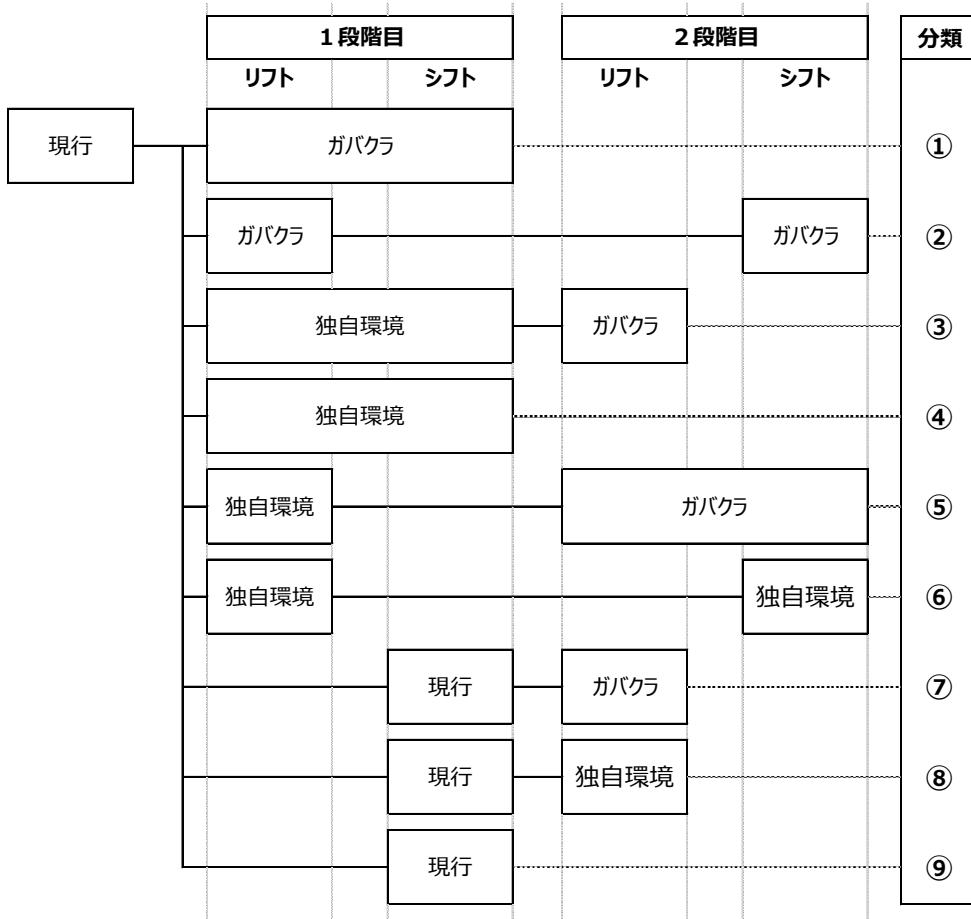 １段階目 ２段階目 分類
リフト シフト リフト シフト
現行 ガバクラ ①
ガバクラ ガバクラ ②
独自環境 ガバクラ ③
独自環境 ④
独自環境 ガバクラ ⑤
独自環境 独自環境 ⑥
現行 ガバクラ ⑦
現行 独自環境 ⑧
現行 ⑨